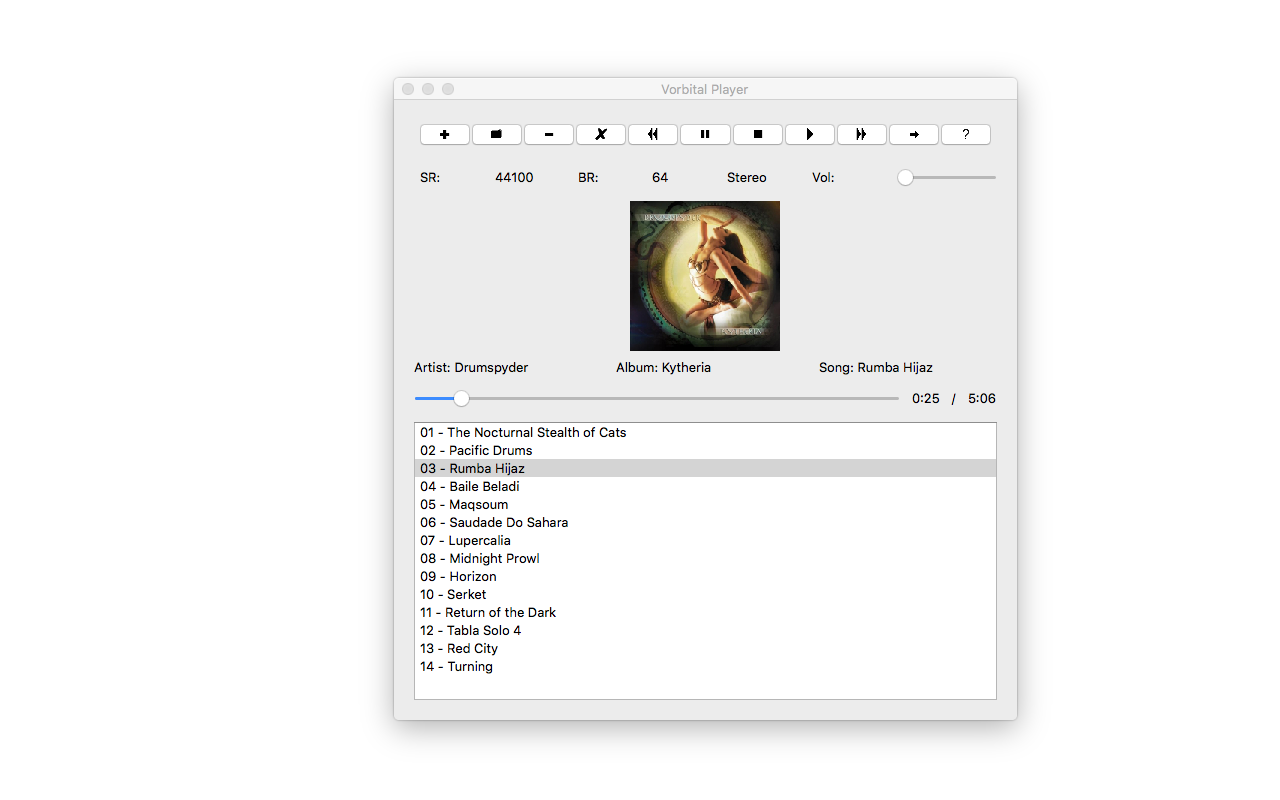 Vorbital Player
?
SR: 44100 BR: 64 Stereo Vol:
Artist: Drumspyder Album: Kytheria Song: Rumba Hijaz
0:25 / 5:06
01 - The Nocturnal Stealth of Cats
02 - Pacific Drums
03 - Rumba Hijaz
04 - Baile Beladi
05 - Maqsoum
06 - Saudade Do Sahara
07 - Lupercalia
08 - Midnight Prowl
09 - Horizon
10 - Serket
11 - Return of the Dark
12 - Tabla Solo 4
13 - Red City
14 - Turning